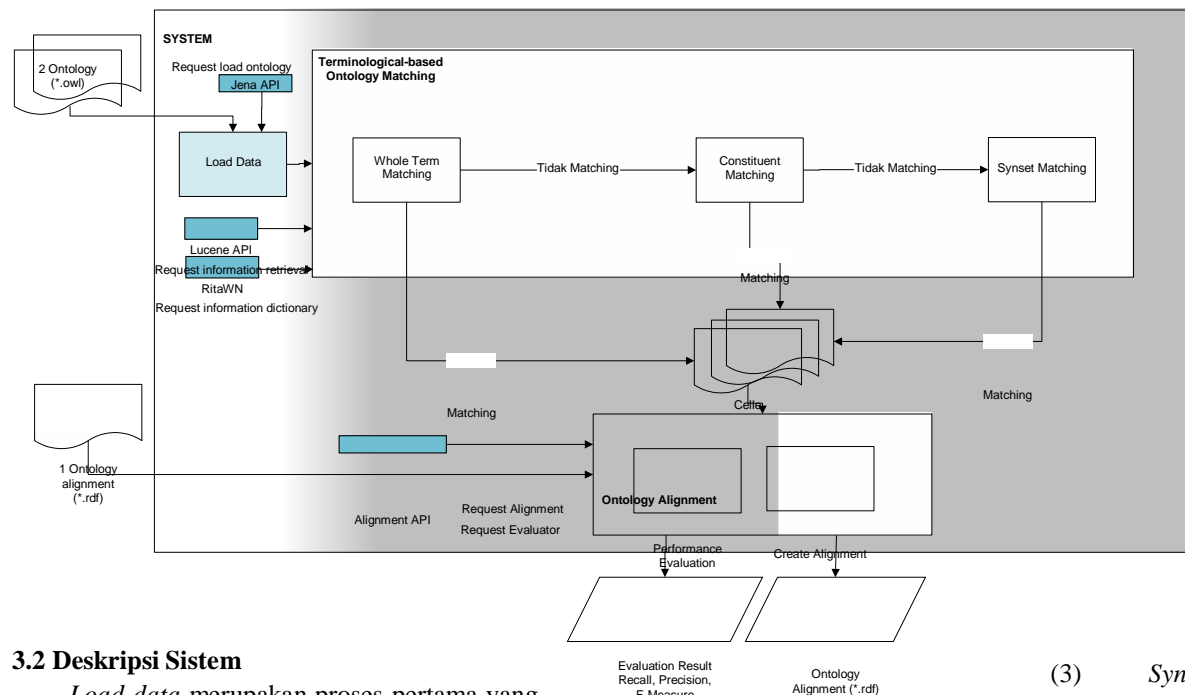 SYSTEM
2 Ontology
(*.owl)
Request load ontology
Jena API
Load Data
Terminological-based
Ontology Matching
Whole Term
Matching
Tidak Matching
Constituent
Matching
Tidak Matching
Synset Matching
Lucene API
Request information retrieval
RitaWN
Request information dictionary
Matching
Matching
Matching
1 Ontology
alignment
(*.rdf)
Alignment API
Request Alignment
Request Evaluator
Ontology Alignment
Performance
Evaluation
Create Alignment
Evaluation Result
Recall, Precision,
Ontology
Alignment (*.rdf)
3.2 Deskripsi Sistem
Load data merupakan proses pertama yang
(3) Syn